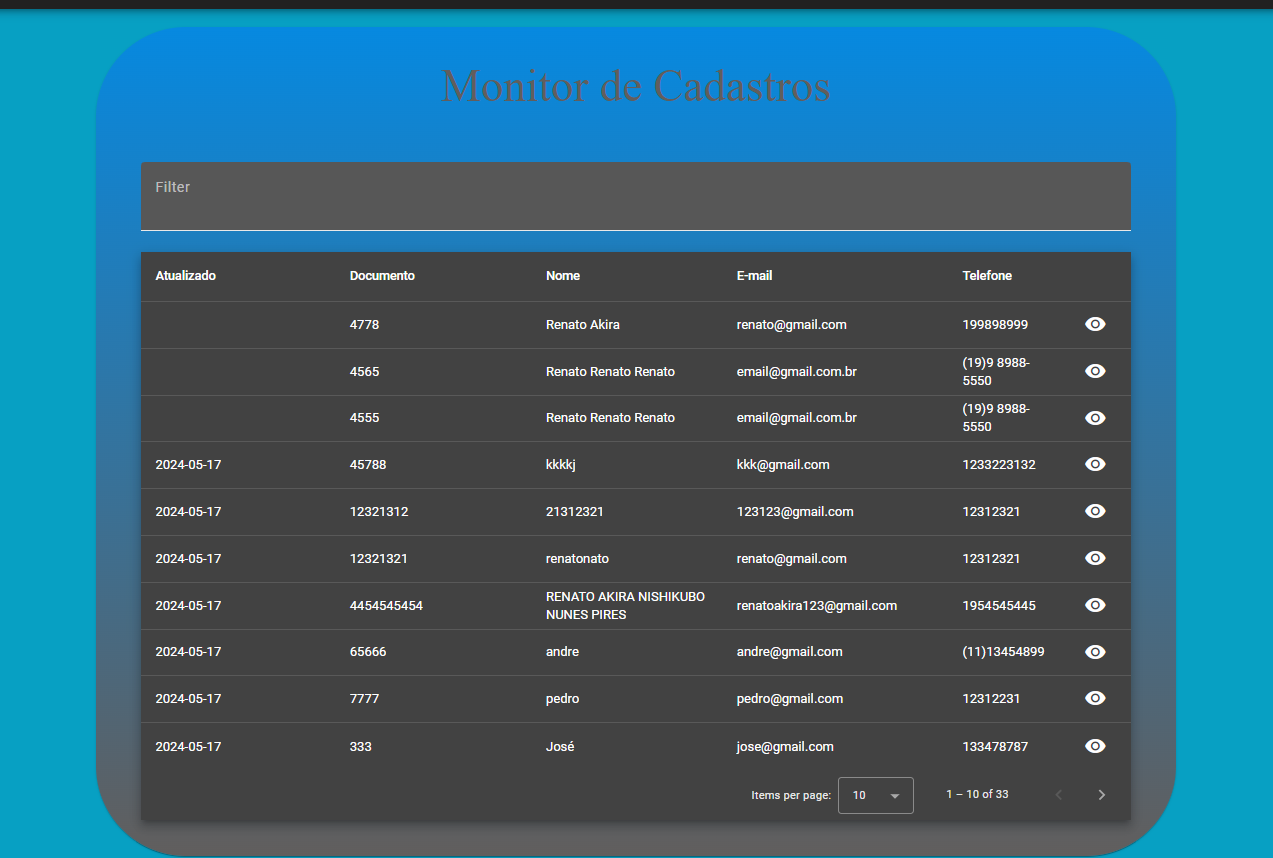 Monitor de Cadastros
Filter
Atualizado Documento Nome E-mail Telefone
4778 Renato Akira renato@gmail.com 199898999
4565 Renato Renato Renato email@gmail.com.br (19)9 8988-
5550
4555 Renato Renato Renato email@gmail.com.br (19)9 8988-
5550
2024-05-17 45788 kkkkj kkk@gmail.com 1233223132
2024-05-17 12321312 21312321 123123@gmail.com 12312321
2024-05-17 12321321 renatonato renato@gmail.com 12312321
2024-05-17 4454545454 RENATO AKIRA NISHIKUBO renatoakira123@gmail.com 1954545445
NUNES PIRES
2024-05-17 65666 andre andre@gmail.com (11)13454899
2024-05-17 7777 pedro pedro@gmail.com 12312231
2024-05-17 333 José jose@gmail.com 133478787
Items per page: 10 1 – 10 of 33